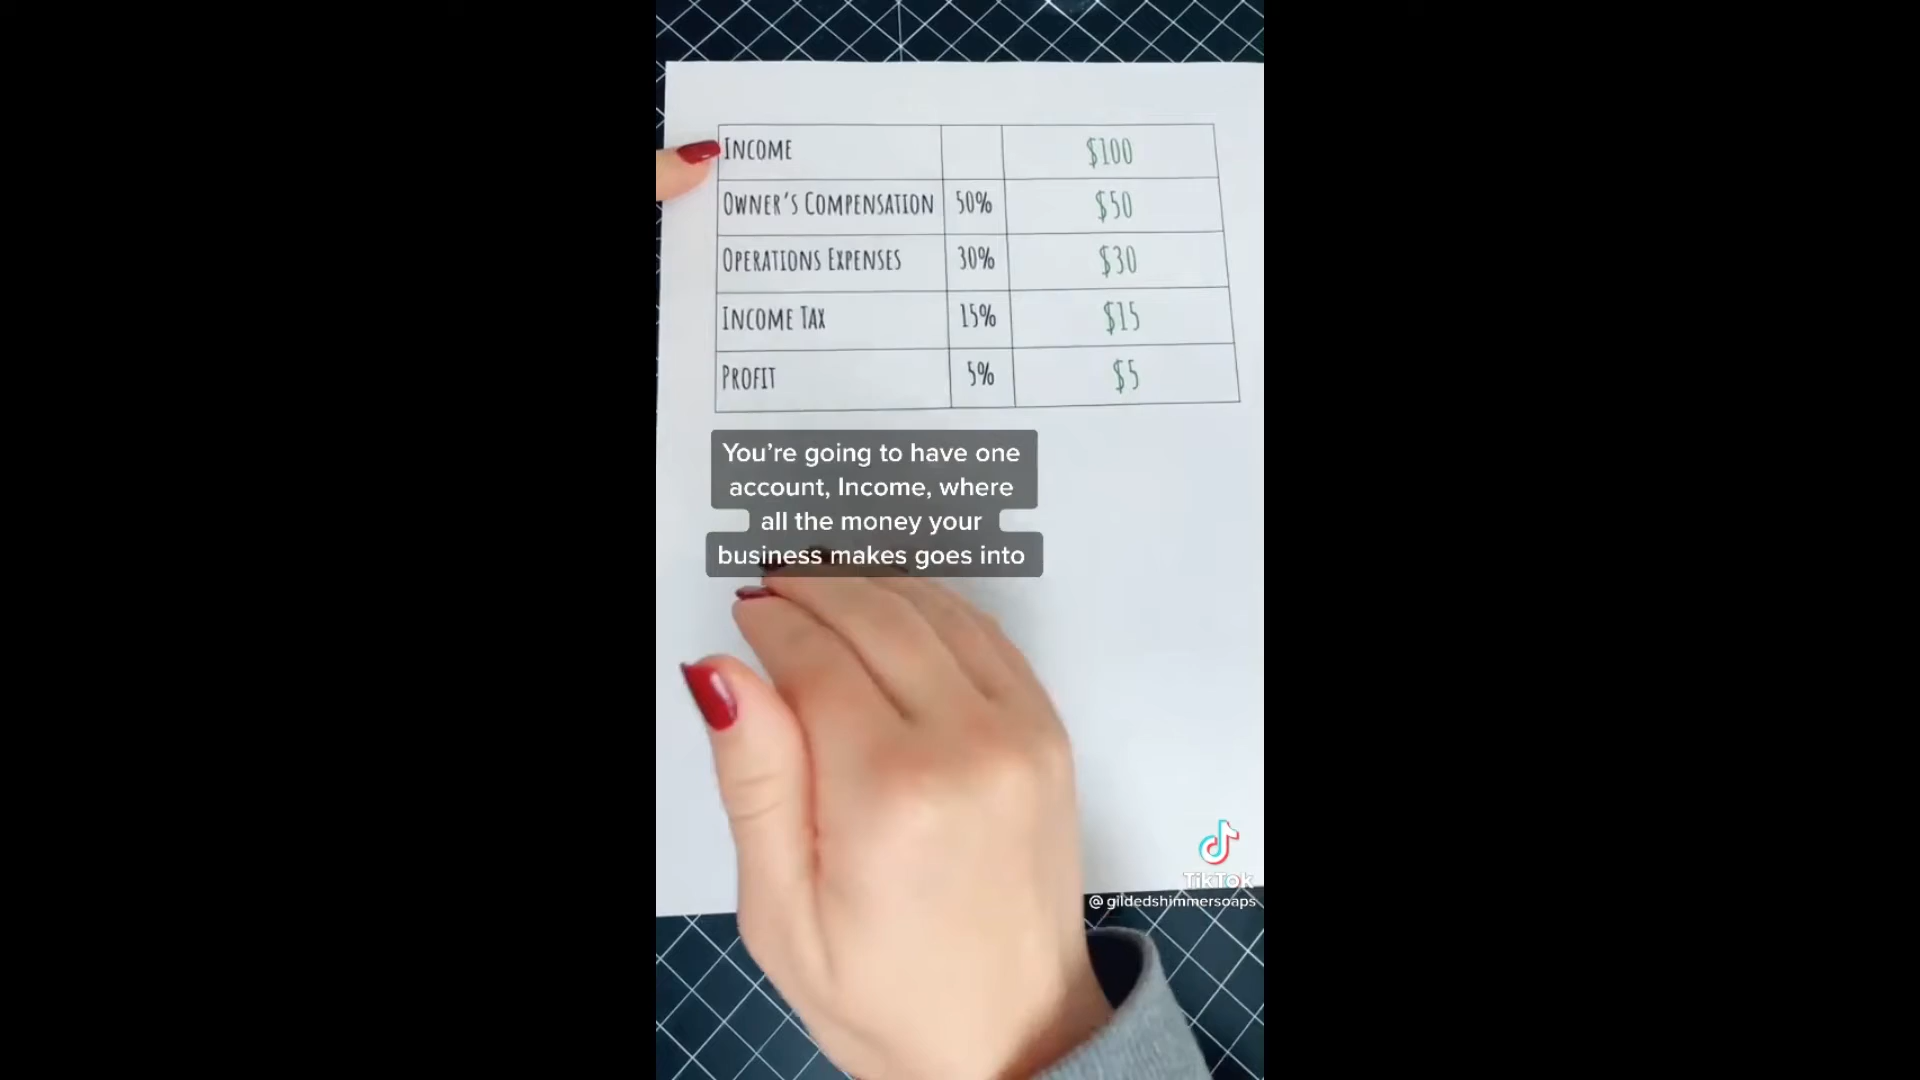 INCOME $100
OWNER'S COMPENSATION 50% $50
OPERATIONS EXPENSES 30% $30
INCOME TAX 15% $15
PROFIT 5% $5
You're going to have one
account, Income, where
all the money your
business makes goes into
TikTok
@gildedshimmersoaps